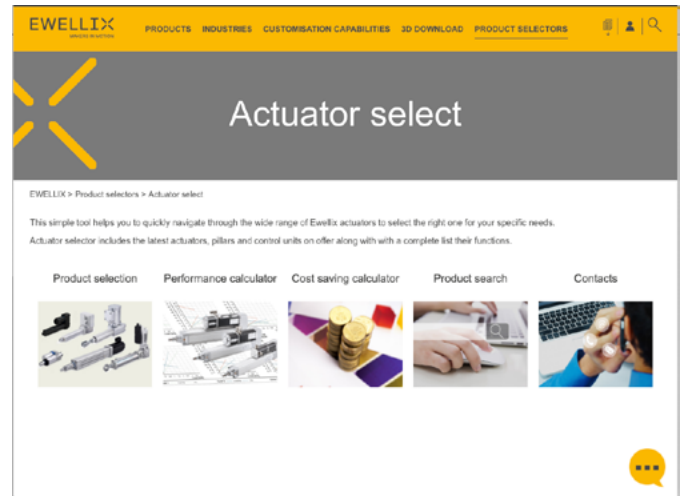 EWELLIX
MAKERS IN MOTION
PRODUCTS INDUSTRIES CUSTOMISATION CAPABILITIES 3D DOWNLOAD PRODUCT SELECTORS
Actuator select
EWELLIX > Product selectors > Actuator select
This simple tool helps you to quickly navigate through the wide range of Ewellix actuators to select the right one for your specific needs.
Actuator selector includes the latest actuators, pillars and control units on offer along with with a complete list their functions.
Product selection Performance calculator Cost saving calculator Product search Contacts